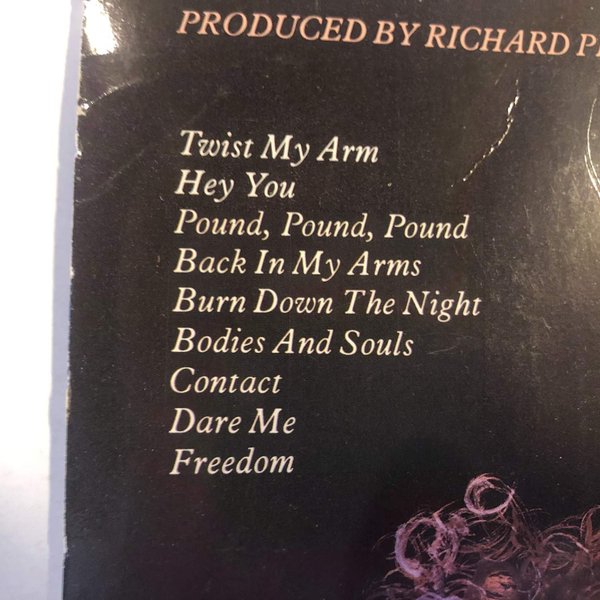 PRODUCED BY RICHARD
Twist My Arm
Hey You
Pound, Pound, Pound
Back In My Arms
Burn Down The Night
Bodies And Souls
Contact
Dare Me
Freedom